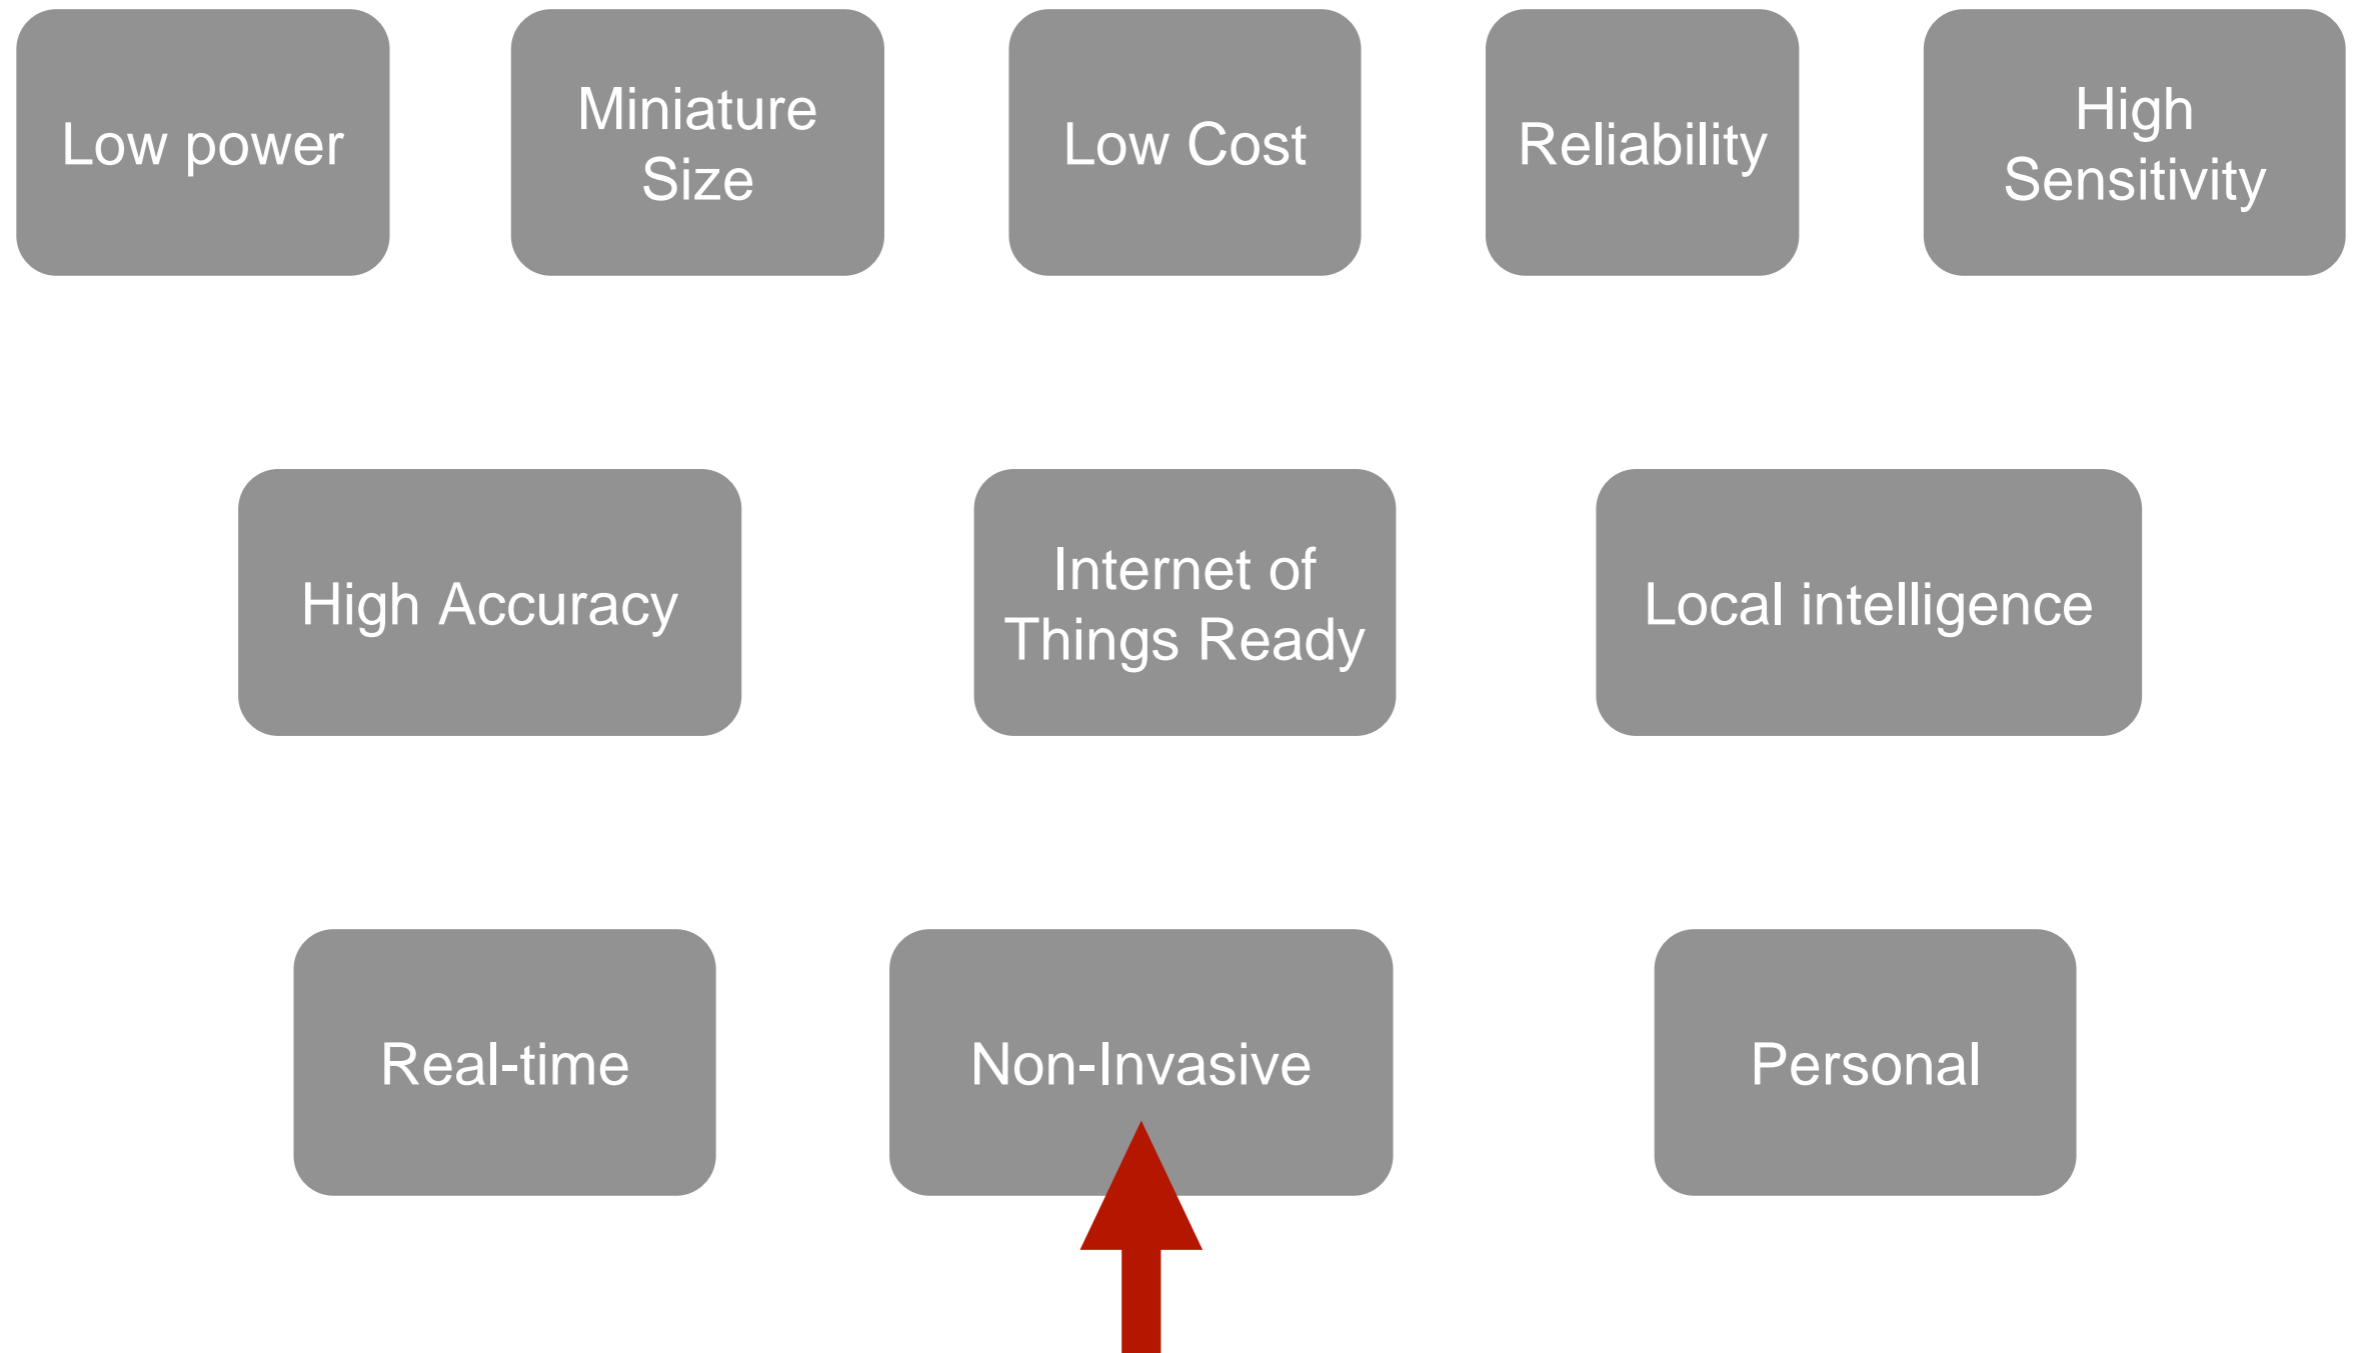 Low power
Miniature
Size
Low Cost
Reliability
High
Sensitivity
High Accuracy
Internet of
Things Ready
Local intelligence
Real-time
Non-Invasive
Personal